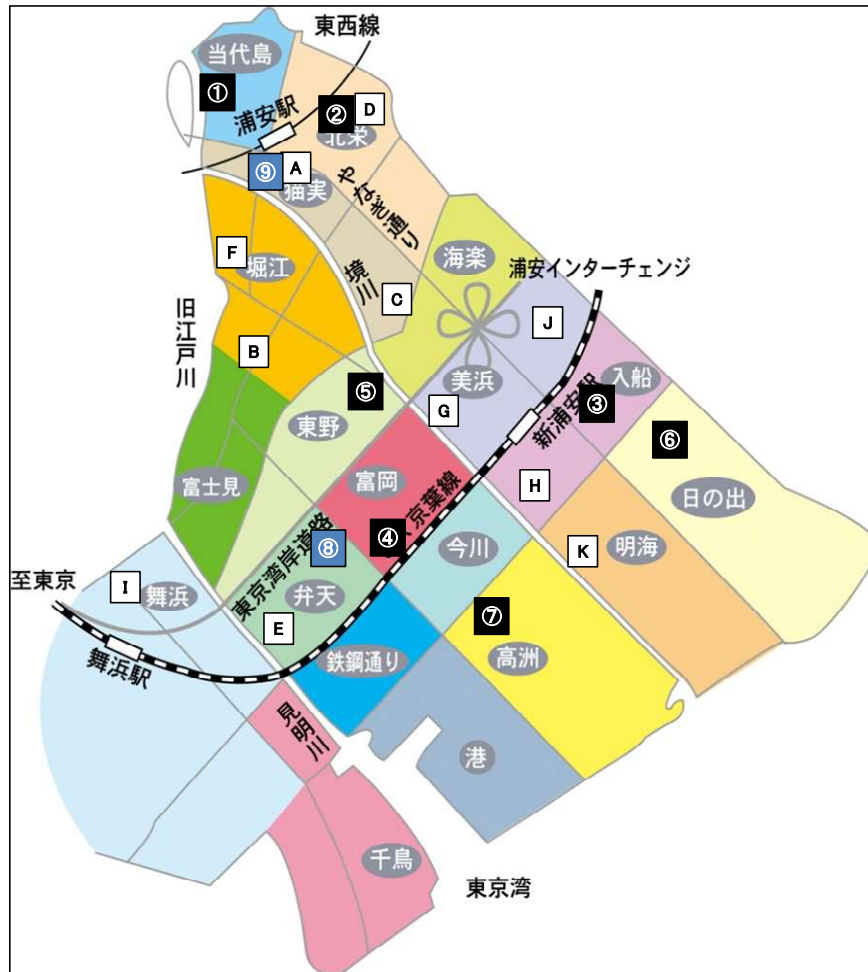 東西線
当代島
①
浦安駅
②
D
北栄
⑨
A
猫実
やなぎ通り
F
堀江
境川
C
海楽
浦安インターチェンジ
旧江戸川
B
J
美浜
入船
③
新浦安駅
⑤
G
東野
⑥
富士見
富岡
H
日の出
京葉線
④
⑧
東京湾岸道路
今川
K
明海
至東京
I
舞浜
弁天
⑦
E
舞浜駅
鉄鋼通り
高洲
見明川
港
千鳥
東京湾